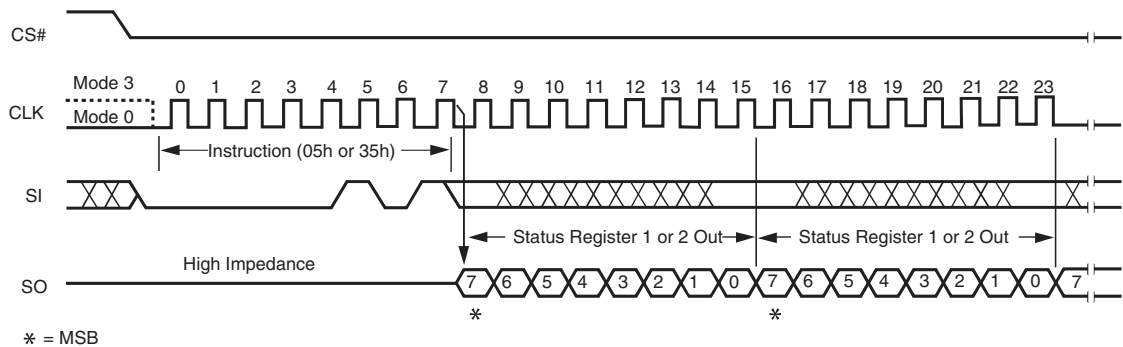 CS#
Mode 3
0 1 2 3 4 5 6 7 8 9 10 11 12 13 14 15 16 17 18 19 20 21 22 23
CLK
Mode 0
Instruction (05h or 35h)
SI
Status Register 1 or 2 Out Status Register 1 or 2 Out
High Impedance
SO
7 6 5 4 3 2 1 0 7 6 5 4 3 2 1 0 7
* *
* = MSB